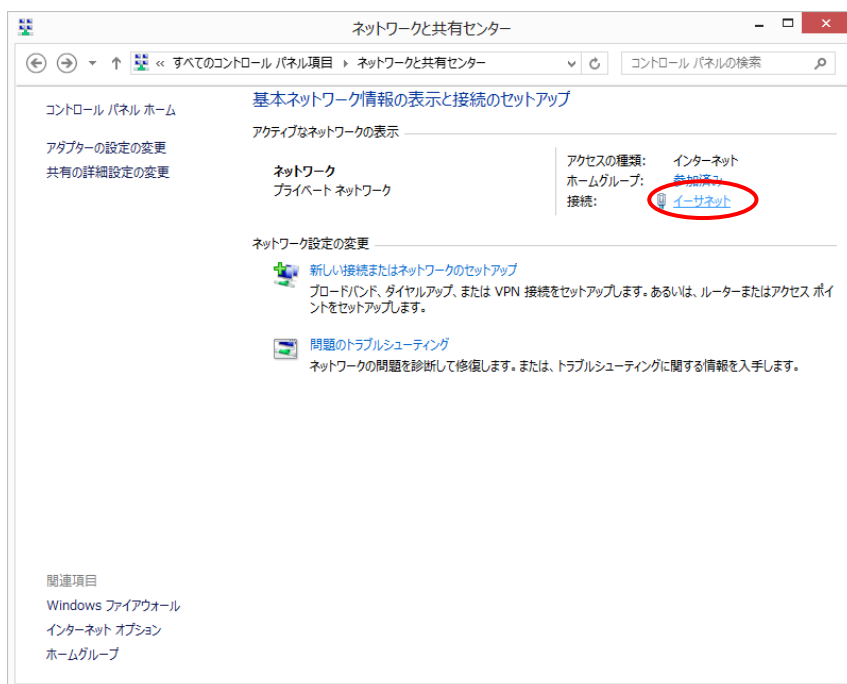 ネットワークと共有センター
« すべてのコントロール パネル項目 ▸ ネットワークと共有センター
コントロール パネルの検索
コントロール パネル ホーム
アダプターの設定の変更
共有の詳細設定の変更
基本ネットワーク情報の表示と接続のセットアップ
アクティブなネットワークの表示
ネットワーク
プライベート ネットワーク
アクセスの種類: インターネット
ホームグループ: 参加済み
接続: イーサネット
ネットワーク設定の変更
新しい接続またはネットワークのセットアップ
ブロードバンド、ダイヤルアップ、または VPN 接続をセットアップします。あるいは、ルーターまたはアクセス ポイ
ントをセットアップします。
問題のトラブルシューティング
ネットワークの問題を診断して修復します。または、トラブルシューティングに関する情報を入手します。
関連項目
Windows ファイアウォール
インターネット オプション
ホームグループ